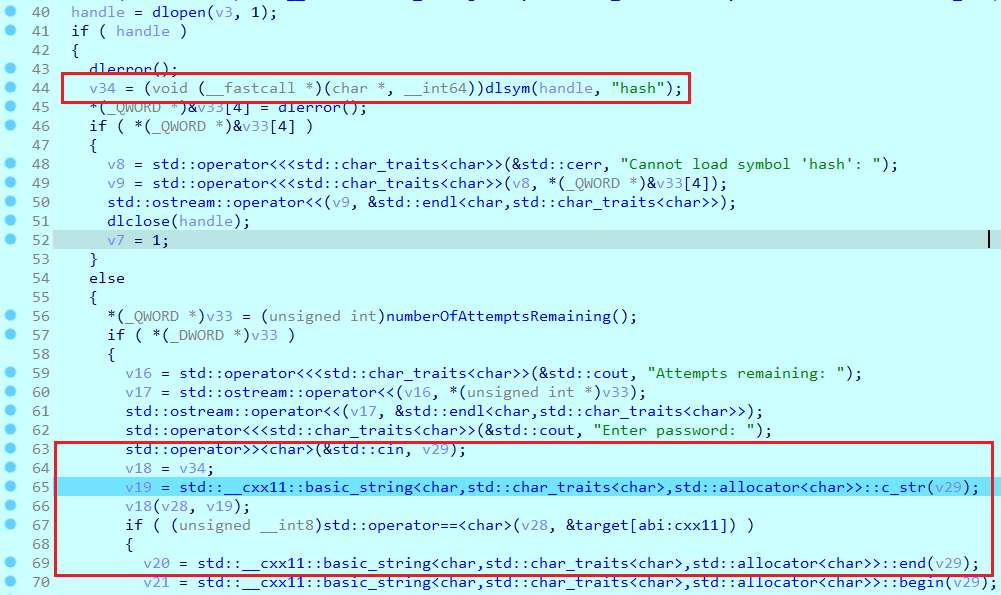 40 handle = dlopen(v3, 1);
41 if ( handle )
42 {
43 dlerror();
44 v34 = (void (__fastcall *)(char *, __int64))dlsym(handle, "hash");
45 *(_QWORD *)&v33[4] = dlerror();
46 if ( *(_QWORD *)&v33[4] )
47 {
48 v8 = std::operator<<<std::char_traits<char>>(&std::cerr, "Cannot load symbol 'hash': ");
49 v9 = std::operator<<<std::char_traits<char>>(v8, *(_QWORD *)&v33[4]);
50 std::ostream::operator<<(v9, &std::endl<char,std::char_traits<char>>);
51 dlclose(handle);
52 v7 = 1;
53 }
54 else
55 {
56 *(_QWORD *)v33 = (unsigned int)numberOfAttemptsRemaining();
57 if ( *(_DWORD *)v33 )
58 {
59 v16 = std::operator<<<std::char_traits<char>>(&std::cout, "Attempts remaining: ");
60 v17 = std::ostream::operator<<(v16, *(unsigned int *)v33);
61 std::ostream::operator<<(v17, &std::endl<char,std::char_traits<char>>);
62 std::operator<<<std::char_traits<char>>(&std::cout, "Enter password: ");
63 std::operator>><char>(&std::cin, v29);
64 v18 = v34;
65 v19 = std::__cxx11::basic_string<char,std::char_traits<char>,std::allocator<char>>::c_str(v29);
66 v18(v28, v19);
67 if ( (unsigned __int8)std::operator==<char>(v28, &target[abi:cxx11]) )
68 {
69 v20 = std::__cxx11::basic_string<char,std::char_traits<char>,std::allocator<char>>::end(v29);
70 v21 = std::__cxx11::basic_string<char,std::char_traits<char>,std::allocator<char>>::begin(v29);